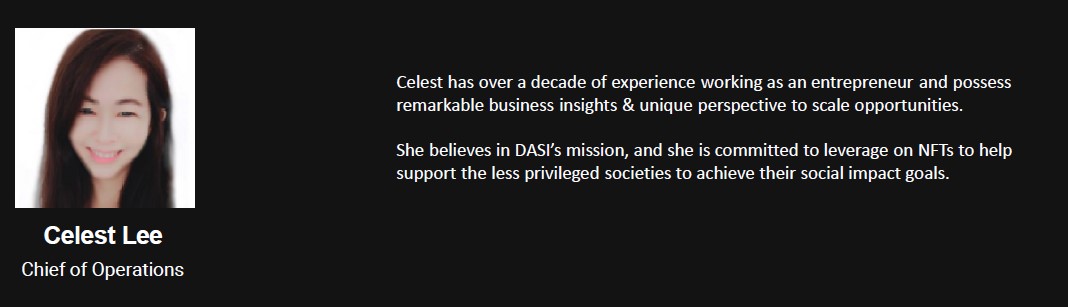 Celest has over a decade of experience working as an entrepreneur and possess
remarkable business insights & unique perspective to scale opportunities.
She believes in DASI’s mission, and she is committed to leverage on NFTs to help
support the less privileged societies to achieve their social impact goals.
Celest Lee
Chief of Operations